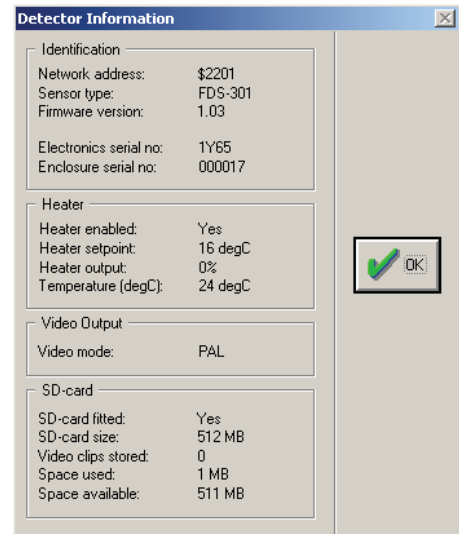 Detector Information
Identification
Network address: $2201
Sensor type: FDS-301
Firmware version: 1.03
Electronics serial no: 1Y65
Enclosure serial no: 000017
Heater
Heater enabled: Yes
Heater setpoint: 16 degC
Heater output: 0%
Temperature (degC): 24 degC
OK
Video Output
Video mode: PAL
SD-card
SD-card fitted: Yes
SD-card size: 512 MB
Video clips stored: 0
Space used: 1 MB
Space available: 511 MB